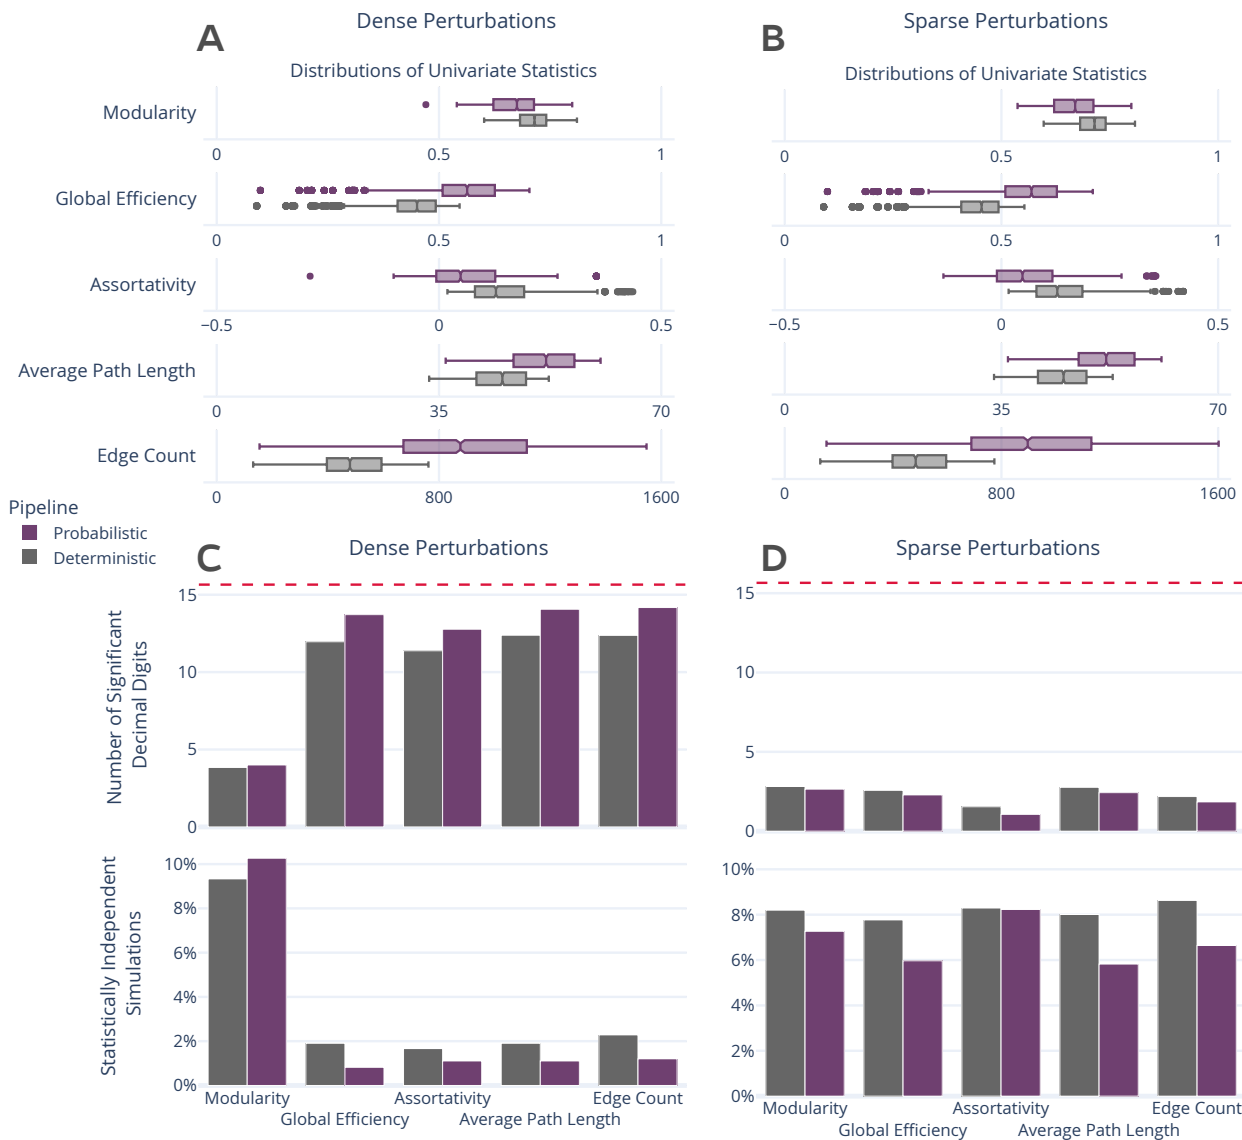 A
Dense Perturbations
Distributions of Univariate Statistics
Modularity
0 0.5 1
Global Efficiency
0 0.5 1
Assortativity
−0.5 0 0.5
Average Path Length
0 35 70
Edge Count
0 800 1600
B
Sparse Perturbations
Distributions of Univariate Statistics
0 0.5 1
0 0.5 1
−0.5 0 0.5
0 35 70
0 800 1600
Pipeline
Probabilistic
Deterministic
C
Dense Perturbations
Number of Significant
Decimal Digits
15
10
5
0
Statistically Independent
Simulations
10%
8%
6%
4%
2%
0%
Modularity Assortativity Edge Count
Global Efficiency Average Path Length
D
Sparse Perturbations
15
10
5
0
10%
8%
6%
4%
2%
0%
Modularity Assortativity Edge Count
Global Efficiency Average Path Length